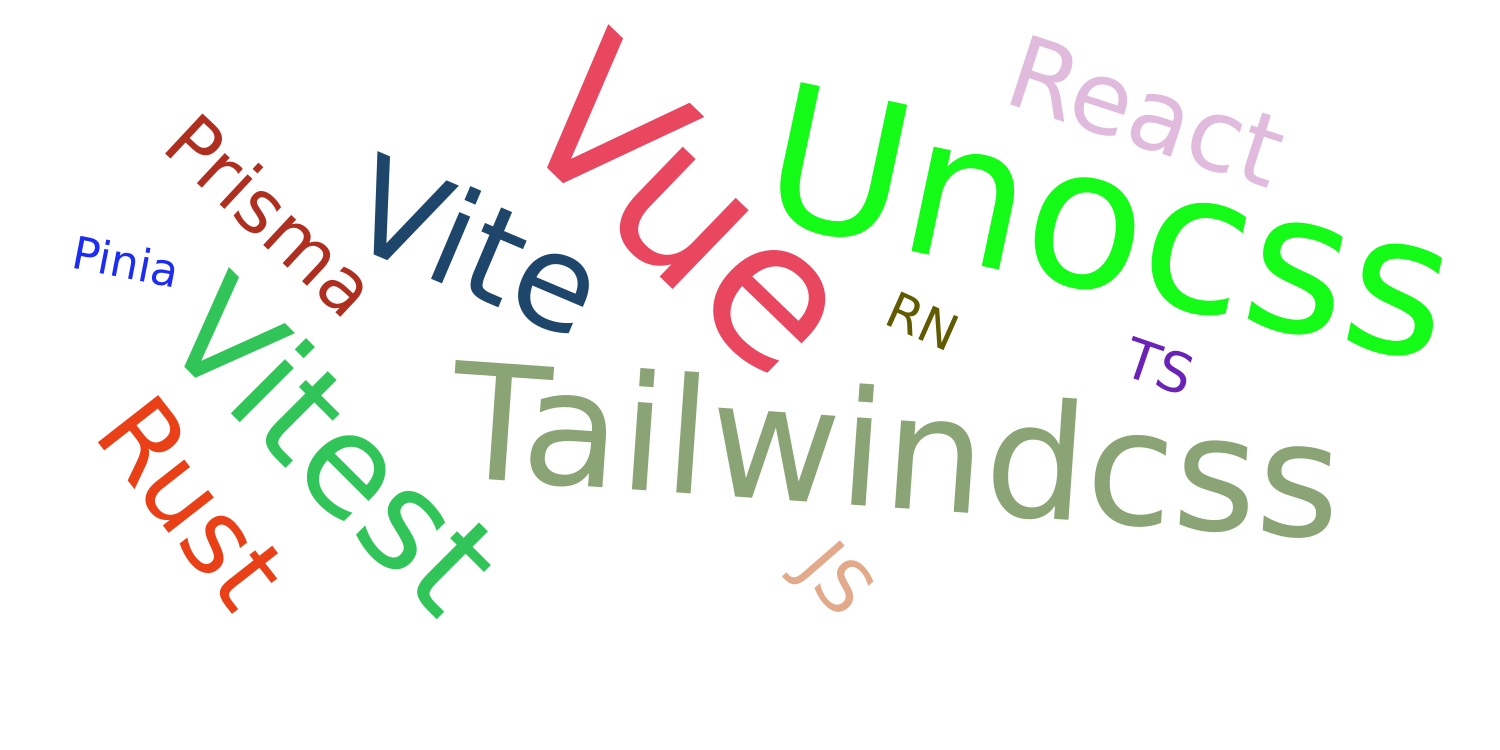 React
Vue
Unocss
Prisma
Vite
Pinia
Vitest
RN
TS
Tailwindcss
Rust
JS